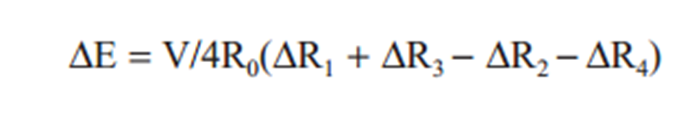 ΔE = V/4R₀(ΔR₁ + ΔR₃ – ΔR₂ – ΔR₄)